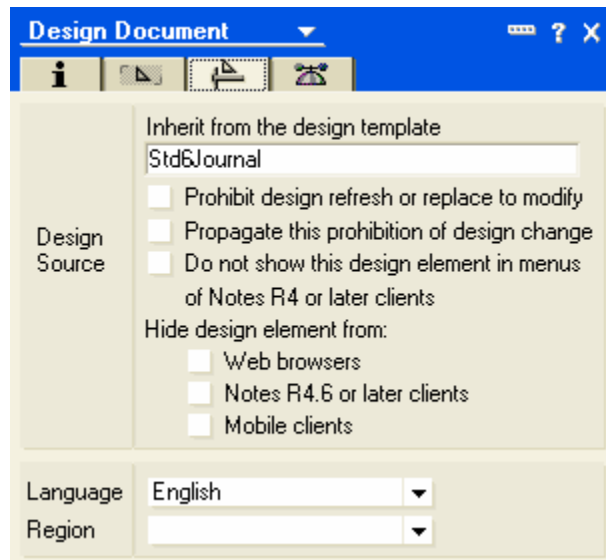 Design Document
? X
i
Inherit from the design template
Std6Journal
Prohibit design refresh or replace to modify
Design
Source
Propagate this prohibition of design change
Do not show this design element in menus
of Notes R4 or later clients
Hide design element from:
Web browsers
Notes R4.6 or later clients
Mobile clients
Language English
Region